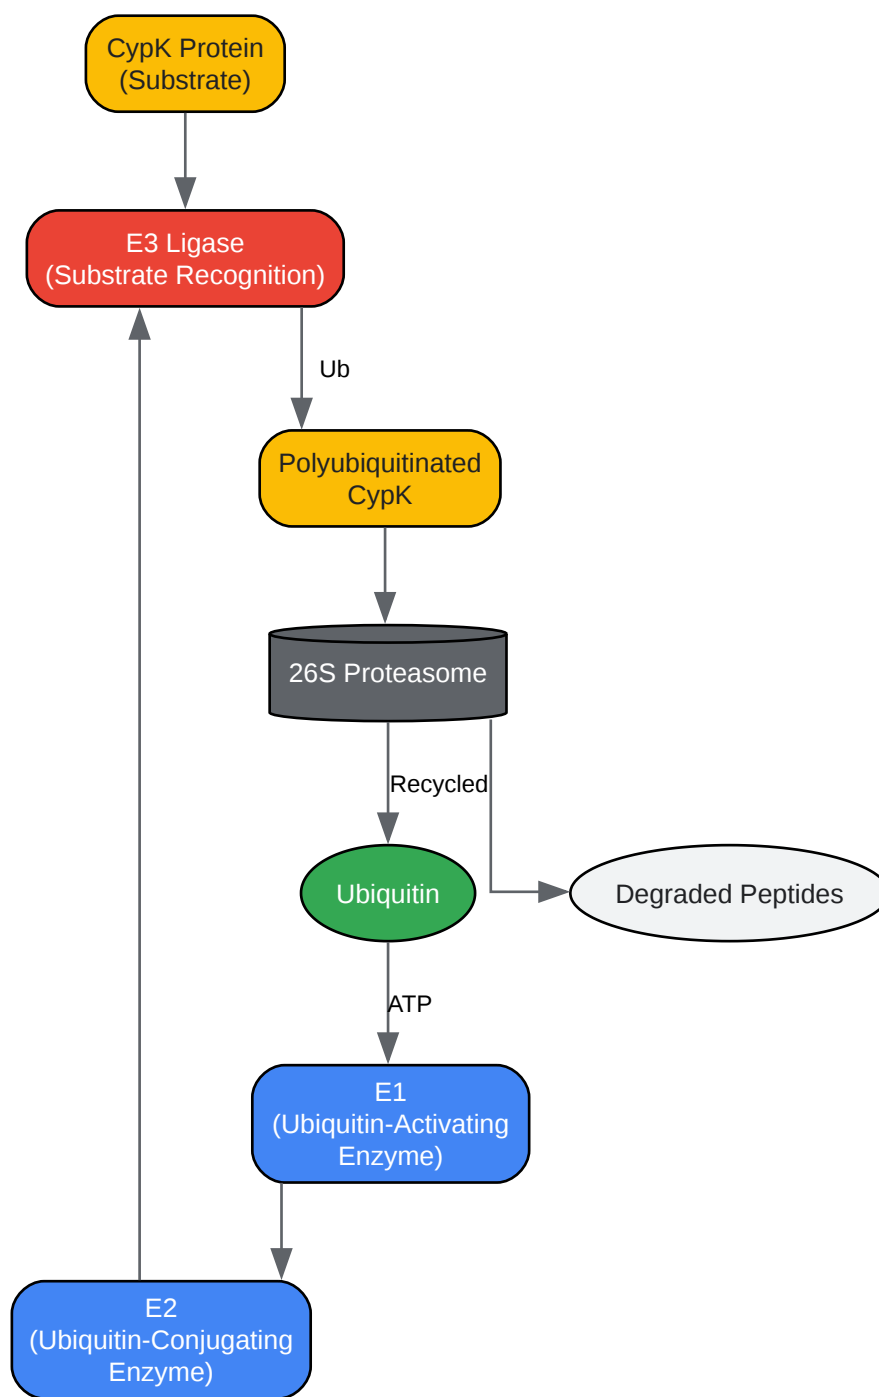 CypK Protein
(Substrate)
E3 Ligase
(Substrate Recognition)
Ub
Polyubiquitinated
CypK
26S Proteasome
Recycled
Ubiquitin
Degraded Peptides
ATP
E1
(Ubiquitin-Activating
Enzyme)
E2
(Ubiquitin-Conjugating
Enzyme)